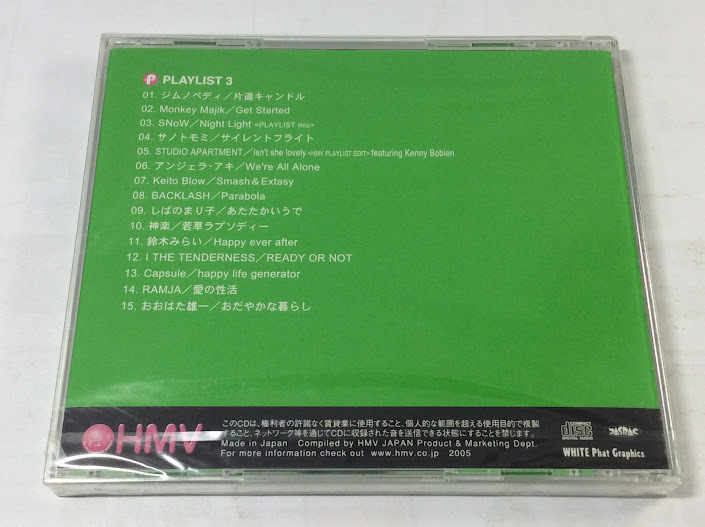 P PLAYLIST 3
01. ジムノペディ／片道キャンドル
02. Monkey Majik／Get Started
03. SNoW／Night Light <PLAYLIST mix>
04. サノトモミ／サイレントフライト
05. STUDIO APARTMENT／Isn't she lovely <HMV PLAYLIST EDIT> featuring Kenny Bobien
06. アンジェラ・アキ／We're All Alone
07. Keito Blow／Smash＆Extasy
08. BACKLASH／Parabola
09. しばのまり子／あたたかいうで
10. 神楽／若草ラプソディー
11. 鈴木みらい／Happy ever after
12. I THE TENDERNESS／READY OR NOT
13. Capsule／happy life generator
14. RAMJA／愛の性活
15. おおはた雄一／おだやかな暮らし
HMV
このCDは、権利者の許諾なく賃貸業に使用すること、個人的な範囲を超える使用目的で複製
すること、ネットワーク等を通じてCDに収録された音を送信できる状態にすることを禁じます。
Made in Japan Compiled by HMV JAPAN Product & Marketing Dept.
For more information check out www.hmv.co.jp 2005
COMPACT
disc
DIGITAL AUDIO
JASRAC
WHITE Phat Graphics